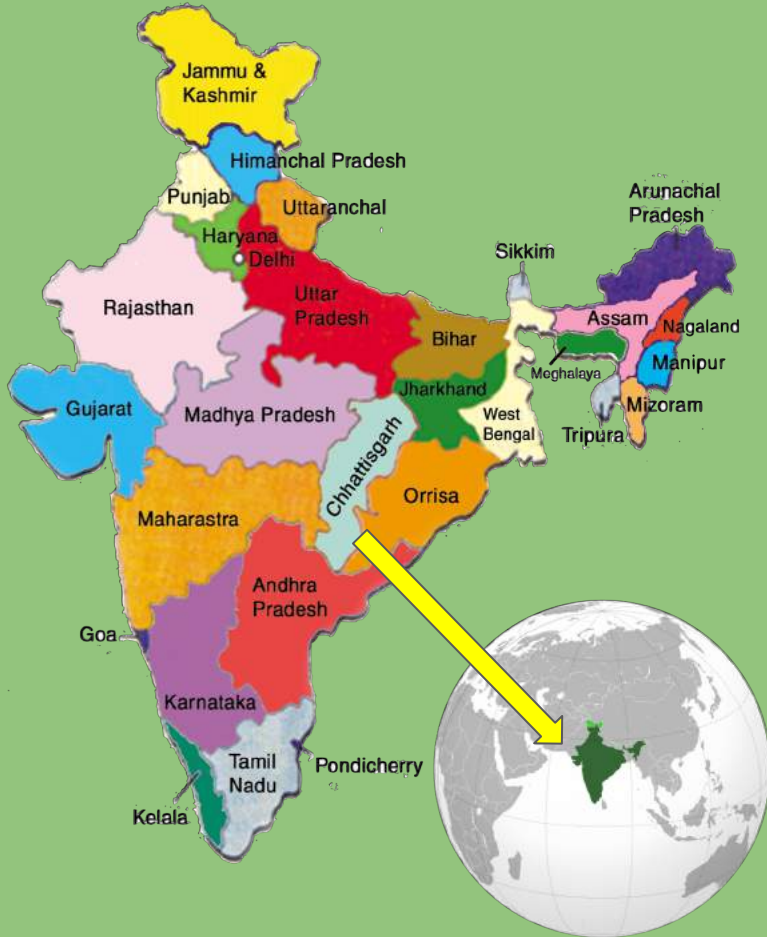 Jammu &
Kashmir
Himanchal Pradesh
Punjab
Uttaranchal
Haryana
Delhi
Arunachal
Pradesh
Sikkim
Rajasthan
Uttar
Pradesh
Bihar
Assam
Nagaland
Meghalaya
Manipur
Gujarat
Madhya Pradesh
Jharkhand
West
Bengal
Mizoram
Tripura
Chhattisgarh
Orrisa
Maharastra
Andhra
Pradesh
Goa
Karnataka
Tamil
Nadu
Pondicherry
Kelala